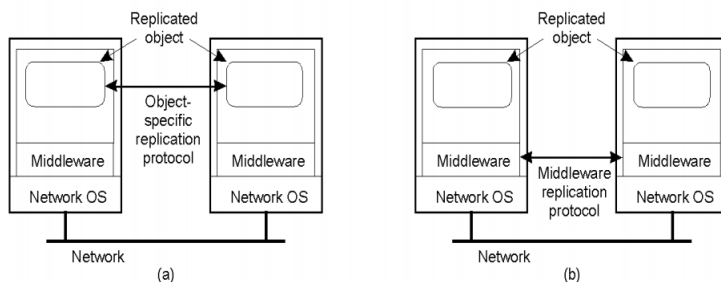 Replicated
object
Object-
specific
replication
protocol
Middleware
Middleware
Network OS
Network OS
Network
(a)
Replicated
object
Middleware
Middleware
Middleware
replication
protocol
Network OS
Network OS
Network
(b)